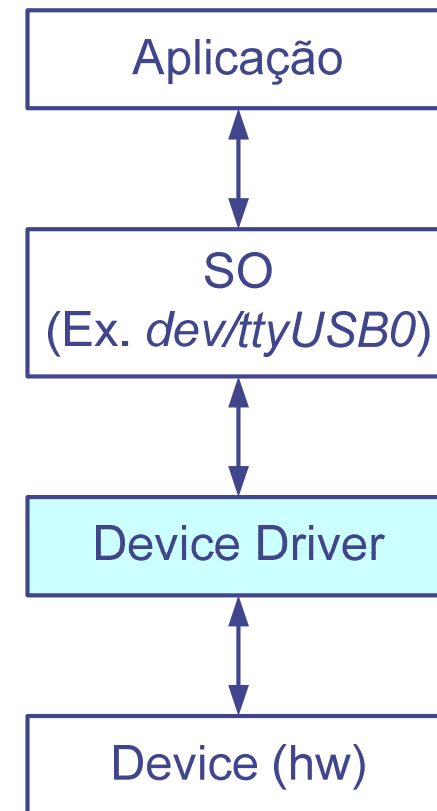 Aplicação
SO
(Ex. dev/ttyUSB0)
Device Driver
Device (hw)